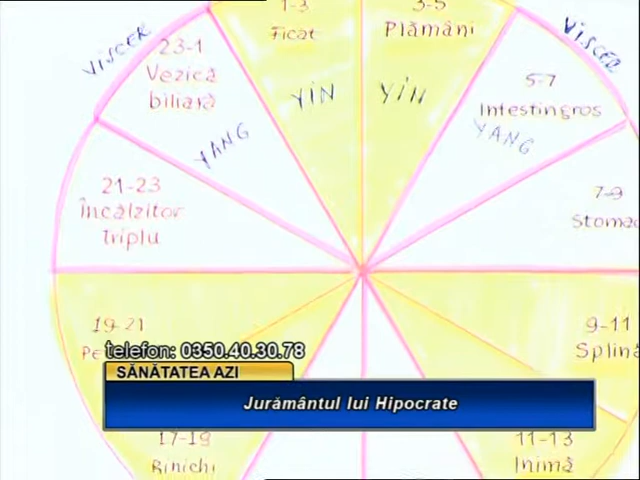 1-3
Ficat
3-5
Plămâni
VISCER
23-1
Vezică
biliară
YIN
YIN
VISCER
5-7
Intestin gros
YANG
YANG
21-23
Încălzitor
triplu
7-9
Stomac
19-21
Pe
9-11
Splină
telefon: 0350.40.30.78
SĂNĂTATEA AZI
Jurământul lui Hipocrate
17-19
Rinichi
11-13
Inimă